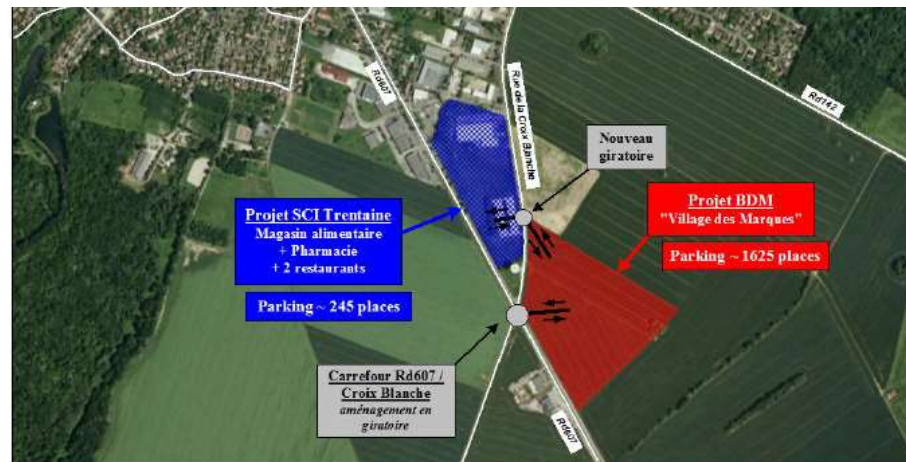 Rd607
Rue de la Croix Blanche
Rd142
Nouveau
giratoire
Projet SCI Trentaine
Magasin alimentaire
+ Pharmacie
+ 2 restaurants
Parking ~ 245 places
Projet BDM
"Village des Marques"
Parking ~ 1625 places
Carrefour Rd607 /
Croix Blanche
aménagement en
giratoire
Rd607